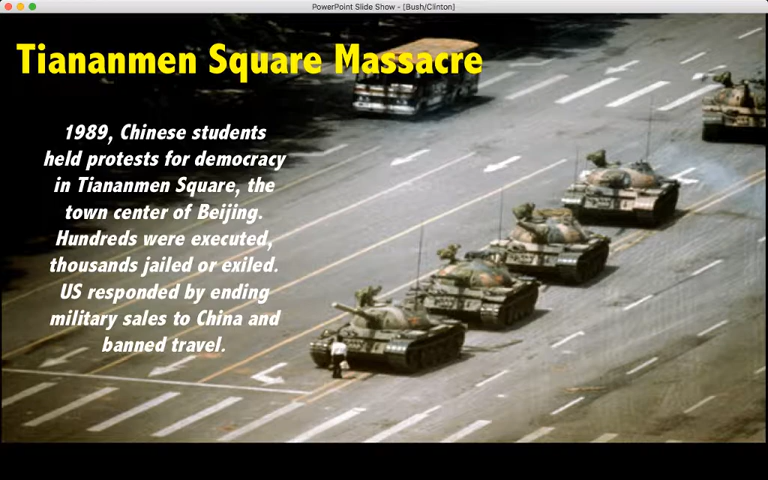 PowerPoint Slide Show - [Bush/Clinton]
Tiananmen Square Massacre
1989, Chinese students
held protests for democracy
in Tiananmen Square, the
town center of Beijing.
Hundreds were executed,
thousands jailed or exiled.
US responded by ending
military sales to China and
banned travel.